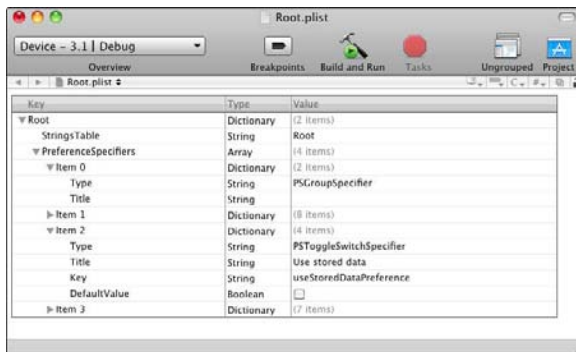 Root.plist
Device - 3.1 | Debug
Overview Breakpoints Build and Run Tasks Ungrouped Project
Root.plist
Key Type Value
Root Dictionary (2 items)
StringsTable String Root
PreferenceSpecifiers Array (4 items)
Item 0 Dictionary (2 items)
Type String PSGroupSpecifier
Title String
Item 1 Dictionary (8 items)
Item 2 Dictionary (4 items)
Type String PSToggleSwitchSpecifier
Title String Use stored data
Key String useStoredDataPreference
DefaultValue Boolean
Item 3 Dictionary (7 items)